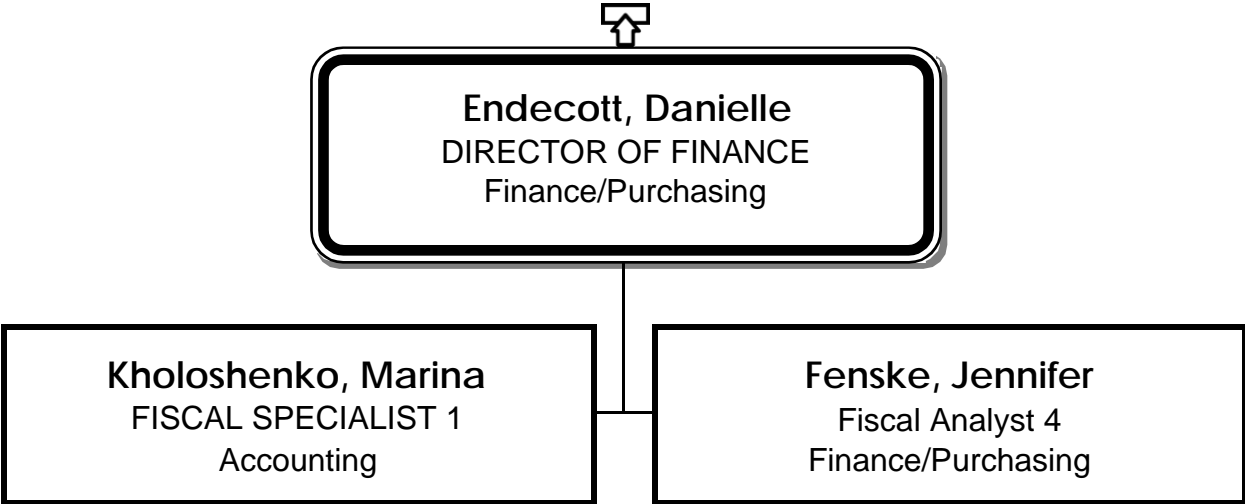 Endecott, Danielle
DIRECTOR OF FINANCE
Finance/Purchasing
Kholoshenko, Marina
FISCAL SPECIALIST 1
Accounting
Fenske, Jennifer
Fiscal Analyst 4
Finance/Purchasing